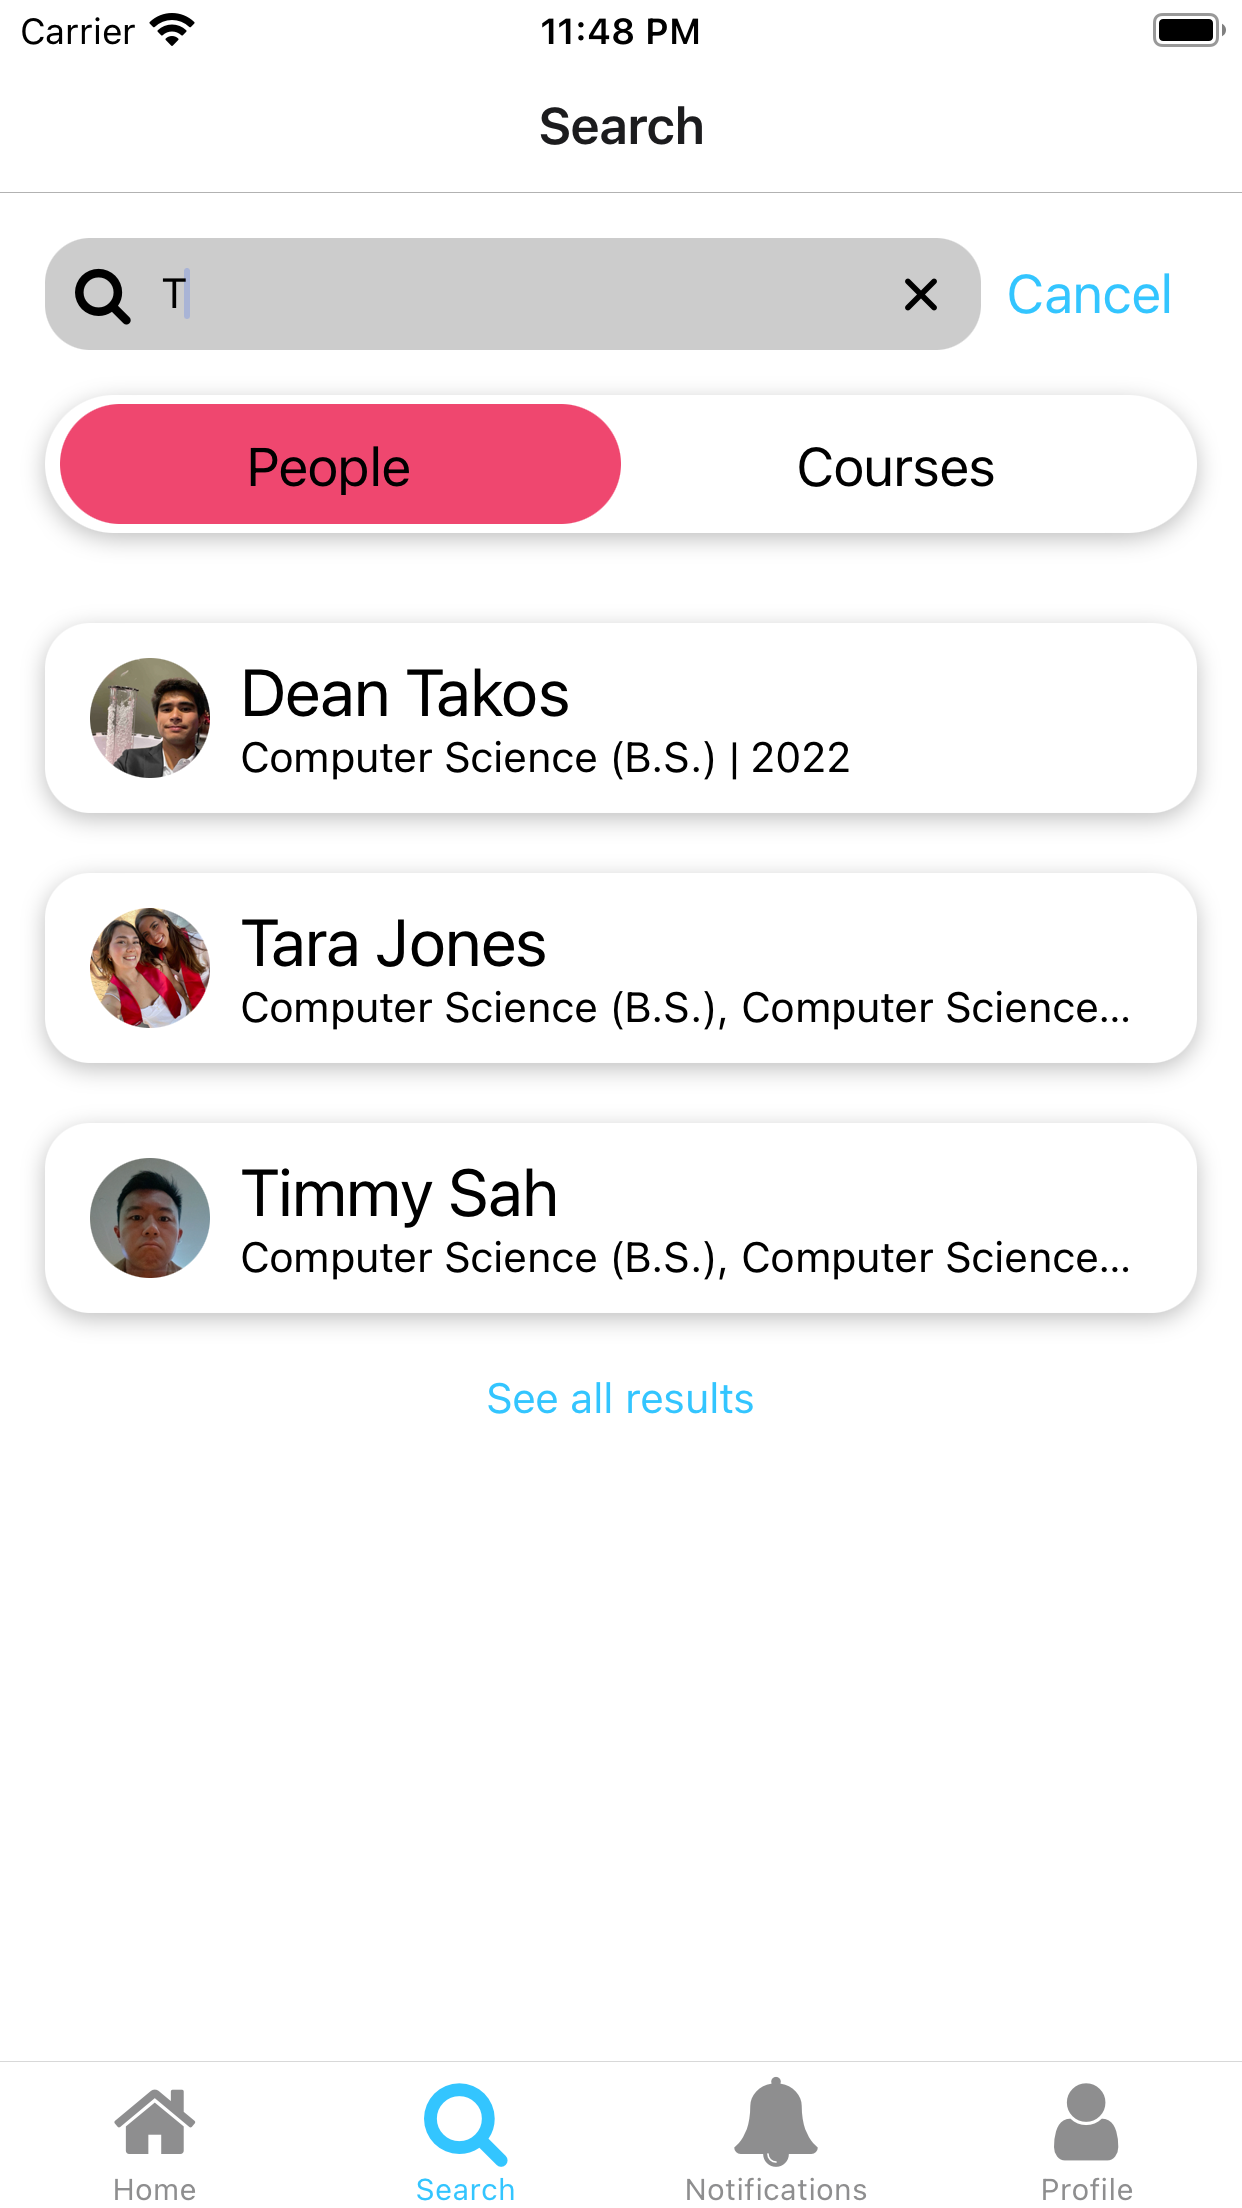 Carrier 11:48 PM
Search
T Cancel
People Courses
Dean Takos
Computer Science (B.S.) | 2022
Tara Jones
Computer Science (B.S.), Computer Science...
Timmy Sah
Computer Science (B.S.), Computer Science...
See all results
Home Search Notifications Profile